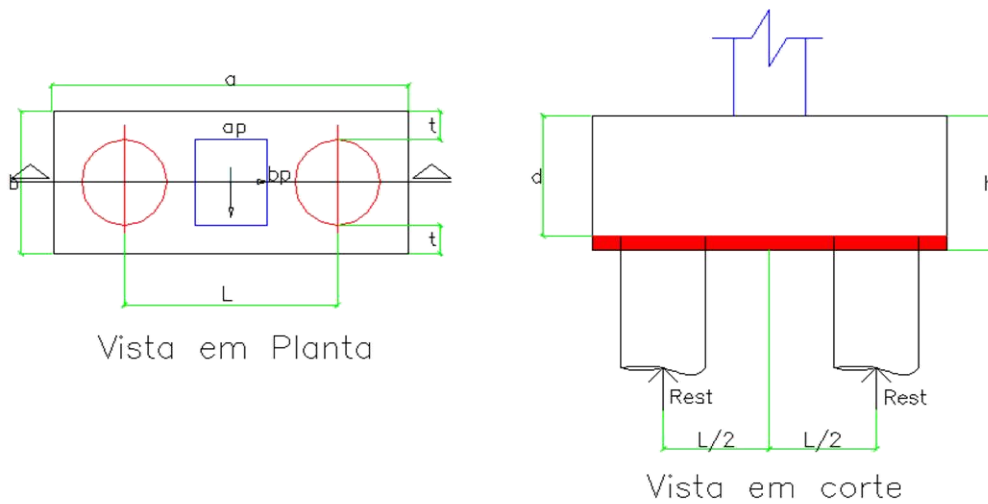 a
t
ap
b
bp
t
L
Vista em Planta
d
h
Rest
Rest
L/2
L/2
Vista em corte